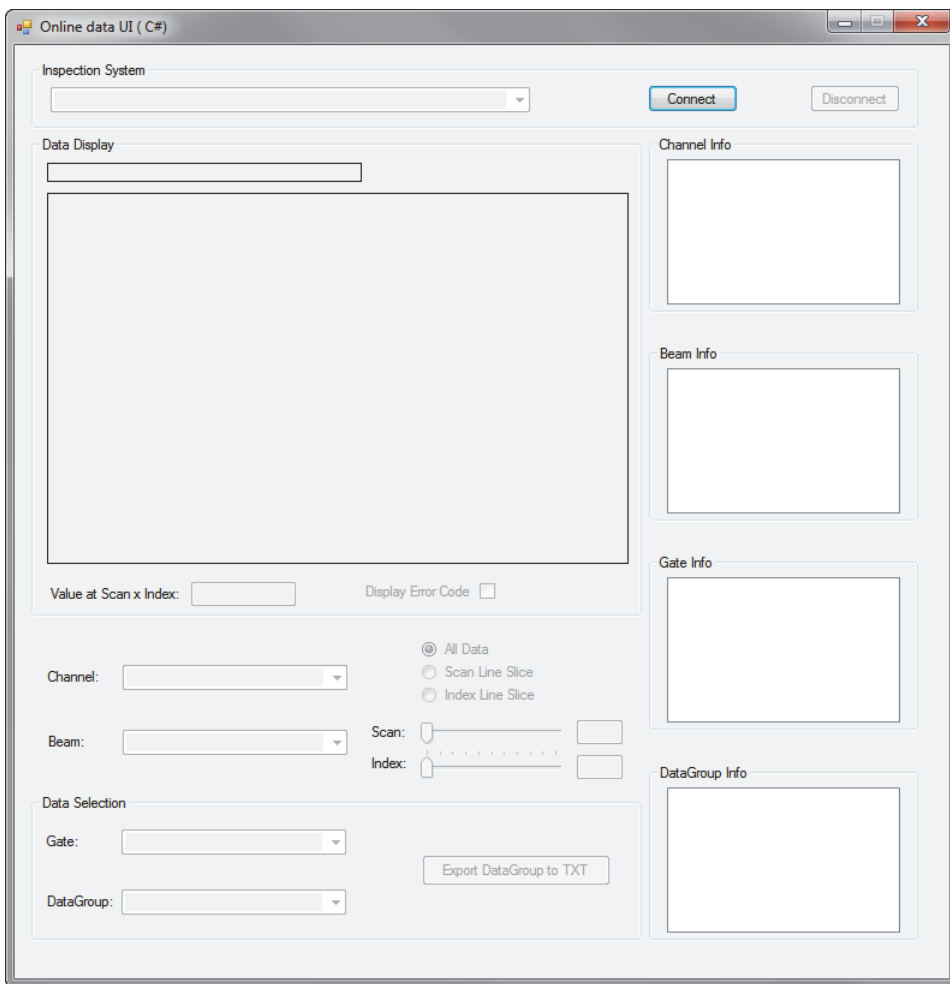 Online data UI ( C#)
Inspection System
Connect
Disconnect
Data Display
Channel Info
Beam Info
Value at Scan x Index:
Display Error Code
Gate Info
All Data
Channel:
Scan Line Slice
Index Line Slice
Scan:
Beam:
Index:
DataGroup Info
Data Selection
Gate:
Export DataGroup to TXT
DataGroup: